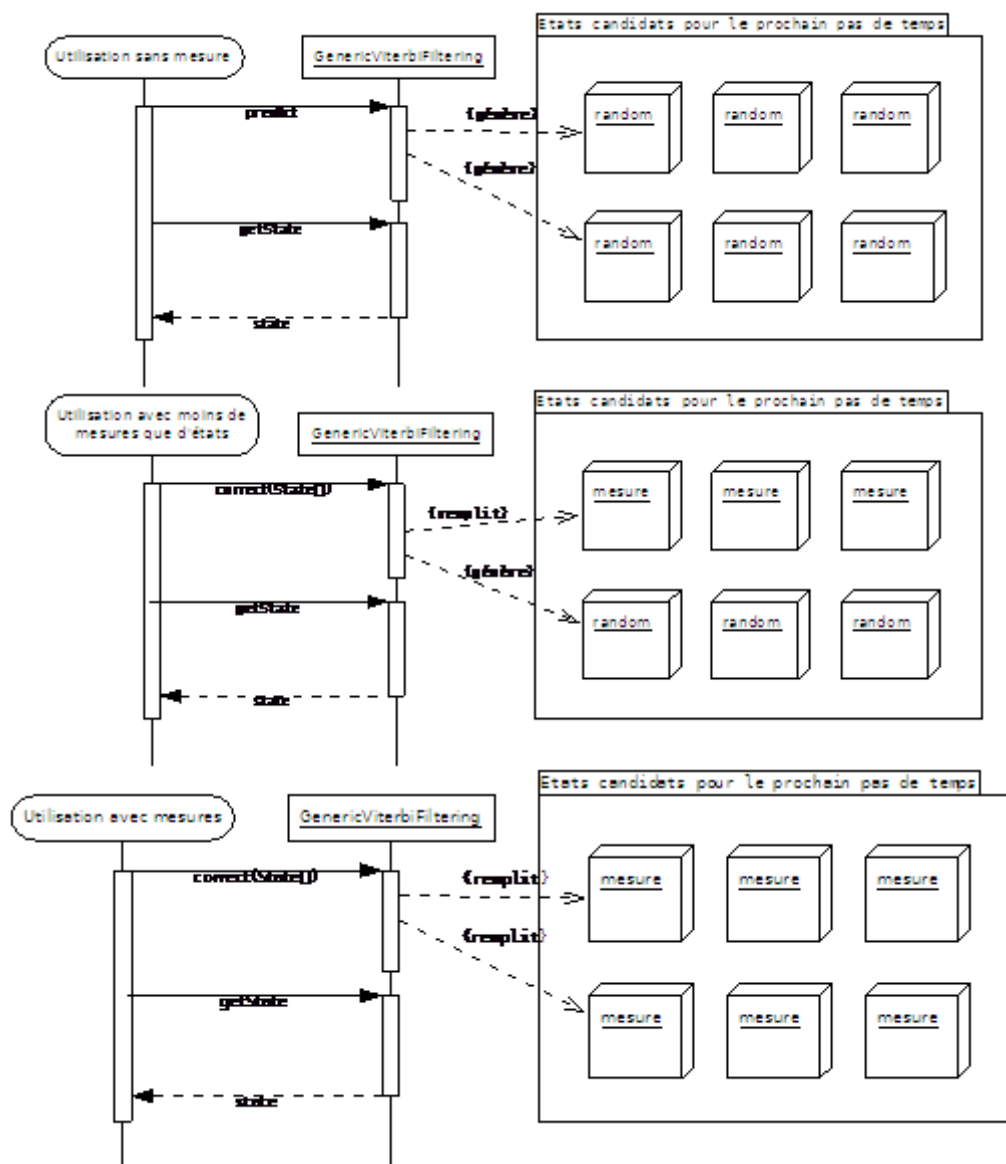 Etats candidats pour le prochain pas de temps
Utilisation sans mesure
GenericViterbiFiltering
predict
{génère}
random
random
random
{génère}
getState
random
random
random
state
Etats candidats pour le prochain pas de temps
Utilisation avec moins de
mesures que d'états
GenericViterbiFiltering
correct(State[])
mesure
mesure
mesure
{remplit}
{génère}
getState
random
random
random
state
Etats candidats pour le prochain pas de temps
Utilisation avec mesures
GenericViterbiFiltering
correct(State[])
{remplit}
mesure
mesure
mesure
{remplit}
getState
mesure
mesure
mesure
state